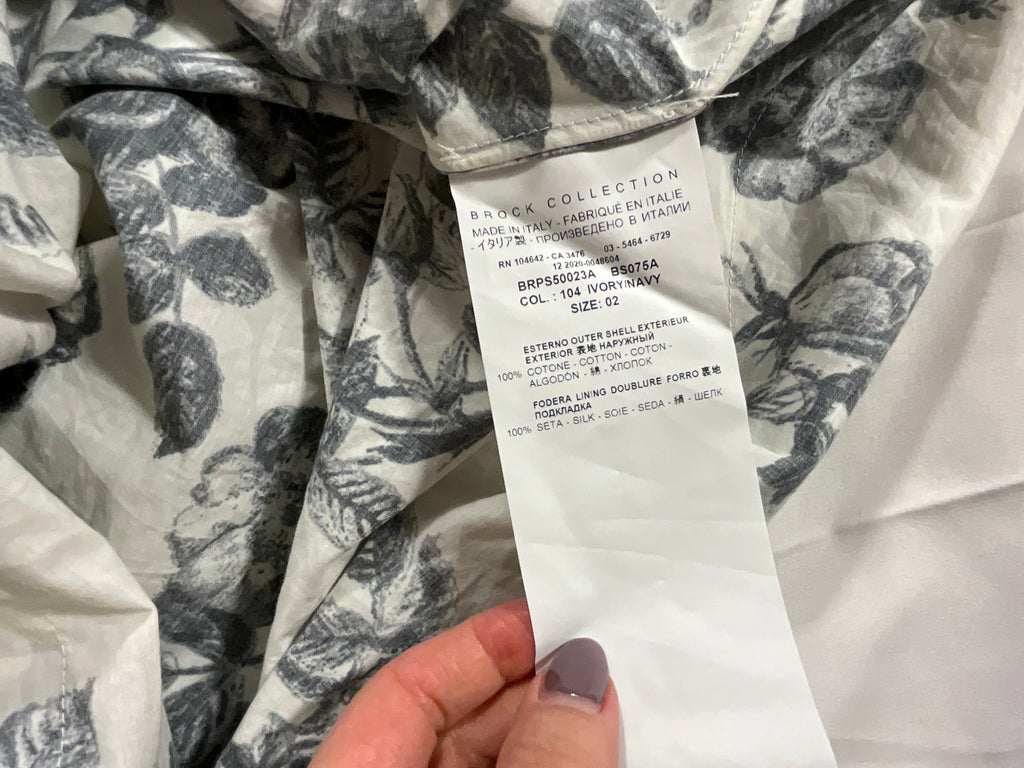 BROCK COLLECTION
MADE IN ITALY - FABRIQUÉ EN ITALIE
- イタリア製 - ПРОИЗВЕДЕНО В ИТАЛИИ
RN 104642 - CA 3476 03 - 5464 - 6729
12 2020-0048604
BRPS50023A BS075A
COL. : 104 IVORY/NAVY
SIZE: 02
ESTERNO OUTER SHELL EXTÉRIEUR
EXTERIOR 表地 НАРУЖНЫЙ
100% COTONE - COTTON - COTON -
ALGODÓN - 綿 - ХЛОПОК
FODERA LINING DOUBLURE FORRO 裏地
ПОДКЛАДКА
100% SETA - SILK - SOIE - SEDA - 絹 - ШЕЛК